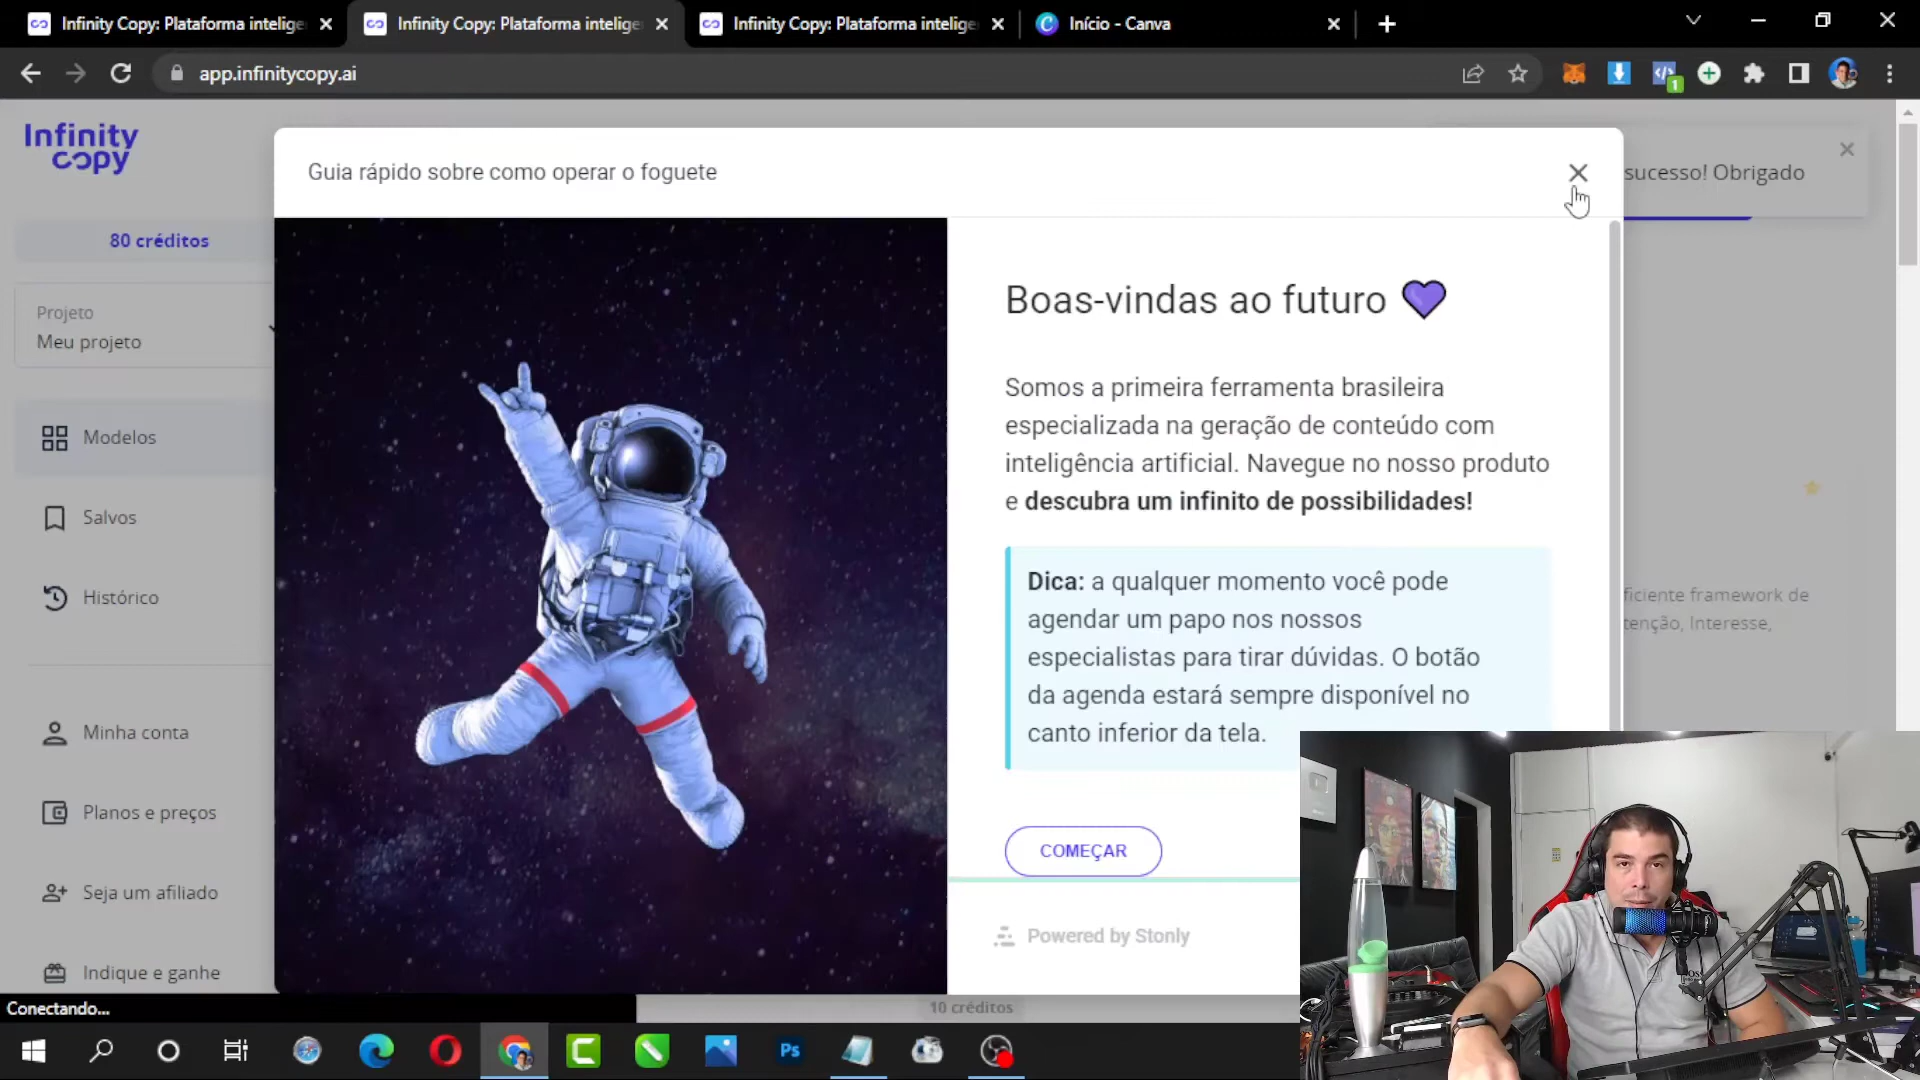 Infinity Copy: Plataforma intelige
Infinity Copy: Plataforma intelige
Infinity Copy: Plataforma intelige
Início - Canva
app.infinitycopy.ai
1
Infinity
copy
Guia rápido sobre como operar o foguete
sucesso! Obrigado
80 créditos
Projeto
Meu projeto
Modelos
Salvos
Histórico
Minha conta
Planos e preços
Seja um afiliado
Indique e ganhe
Boas-vindas ao futuro
Somos a primeira ferramenta brasileira
especializada na geração de conteúdo com
inteligência artificial. Navegue no nosso produto
e descubra um infinito de possibilidades!
Dica: a qualquer momento você pode
agendar um papo nos nossos
especialistas para tirar dúvidas. O botão
da agenda estará sempre disponível no
canto inferior da tela.
COMEÇAR
Powered by Stonly
ficiente framework de
tenção, Interesse,
Conectando...
10 créditos
Ps